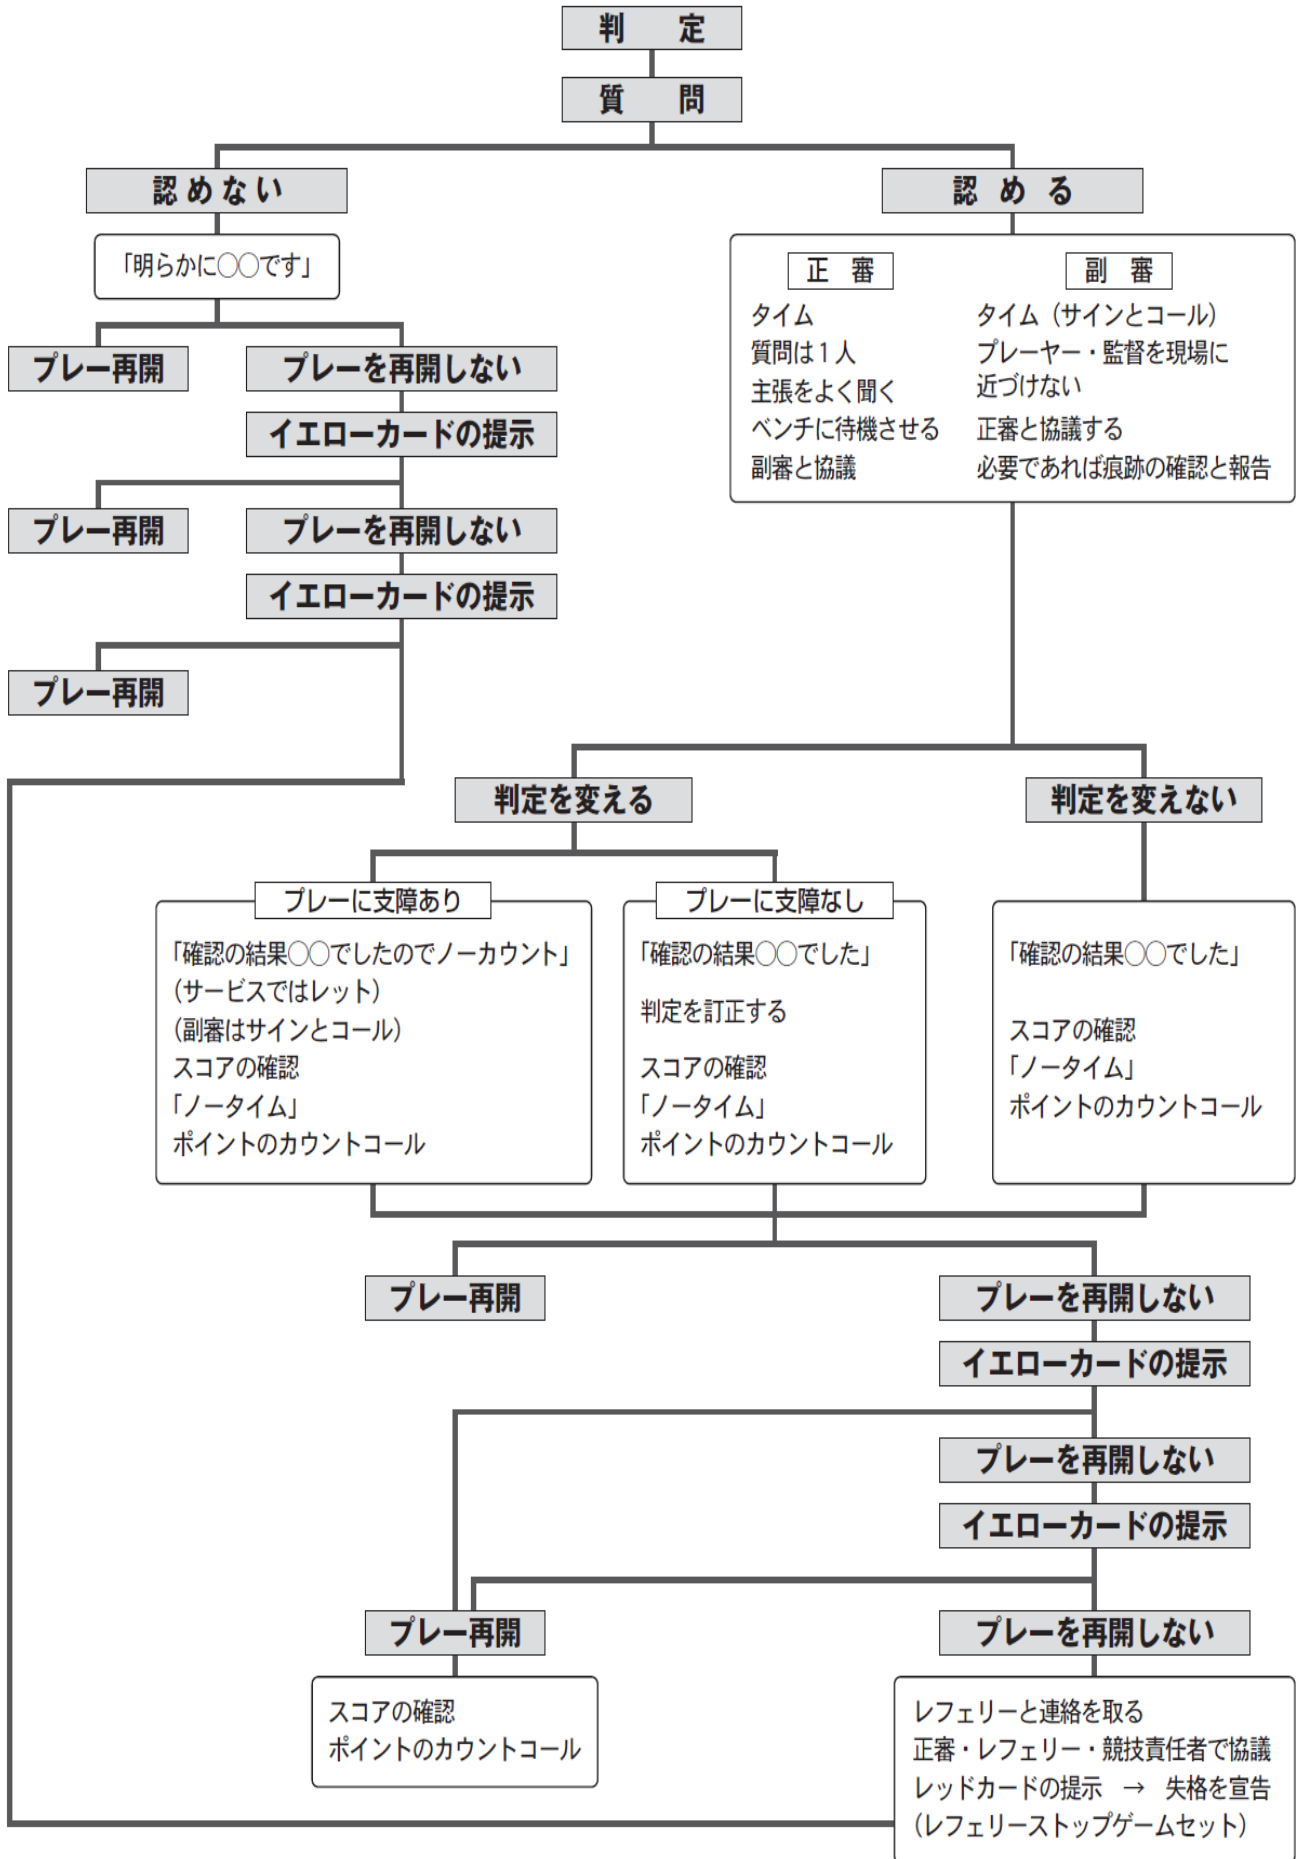 判　定
質　問
認めない
認める
「明らかに○○です」
正　審
タイム
質問は1人
主張をよく聞く
ベンチに待機させる
副審と協議
副　審
タイム（サインとコール）
プレーヤー・監督を現場に
近づけない
正審と協議する
必要であれば痕跡の確認と報告
プレー再開
プレーを再開しない
イエローカードの提示
プレー再開
プレーを再開しない
イエローカードの提示
プレー再開
判定を変える
判定を変えない
プレーに支障あり
「確認の結果○○でしたのでノーカウント」
（サービスではレット）
（副審はサインとコール）
スコアの確認
「ノータイム」
ポイントのカウントコール
プレーに支障なし
「確認の結果○○でした」
判定を訂正する
スコアの確認
「ノータイム」
ポイントのカウントコール
「確認の結果○○でした」
スコアの確認
「ノータイム」
ポイントのカウントコール
プレー再開
プレーを再開しない
イエローカードの提示
プレーを再開しない
イエローカードの提示
プレー再開
プレーを再開しない
スコアの確認
ポイントのカウントコール
レフェリーと連絡を取る
正審・レフェリー・競技責任者で協議
レッドカードの提示　→　失格を宣告
（レフェリーストップゲームセット）